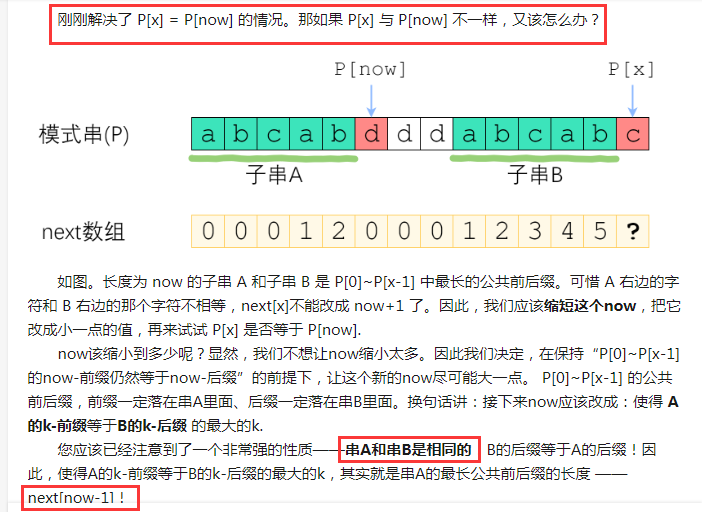 刚刚解决了 P[x] = P[now] 的情况。那如果 P[x] 与 P[now] 不一样，又该怎么办？
P[now] P[x]
模式串(P) a b c a b d d d a b c a b c
子串A 子串B
next数组 0 0 0 1 2 0 0 0 1 2 3 4 5 ?
如图。长度为 now 的子串 A 和子串 B 是 P[0]~P[x-1] 中最长的公共前后缀。可惜 A 右边的字
符和 B 右边的那个字符不相等，next[x]不能改成 now+1 了。因此，我们应该缩短这个now，把它
改成小一点的值，再来试试 P[x] 是否等于 P[now].
now该缩小到多少呢？显然，我们不想让now缩小太多。因此我们决定，在保持“P[0]~P[x-1]
的now-前缀仍然等于now-后缀”的前提下，让这个新的now尽可能大一点。 P[0]~P[x-1] 的公共
前后缀，前缀一定落在串A里面、后缀一定落在串B里面。换句话讲：接下来now应该改成：使得 A
的k-前缀等于B的k-后缀 的最大的k.
您应该已经注意到了一个非常强的性质——串A和串B是相同的 B的后缀等于A的后缀！因
此，使得A的k-前缀等于B的k-后缀的最大的k，其实就是串A的最长公共前后缀的长度 ——
next[now-1]！